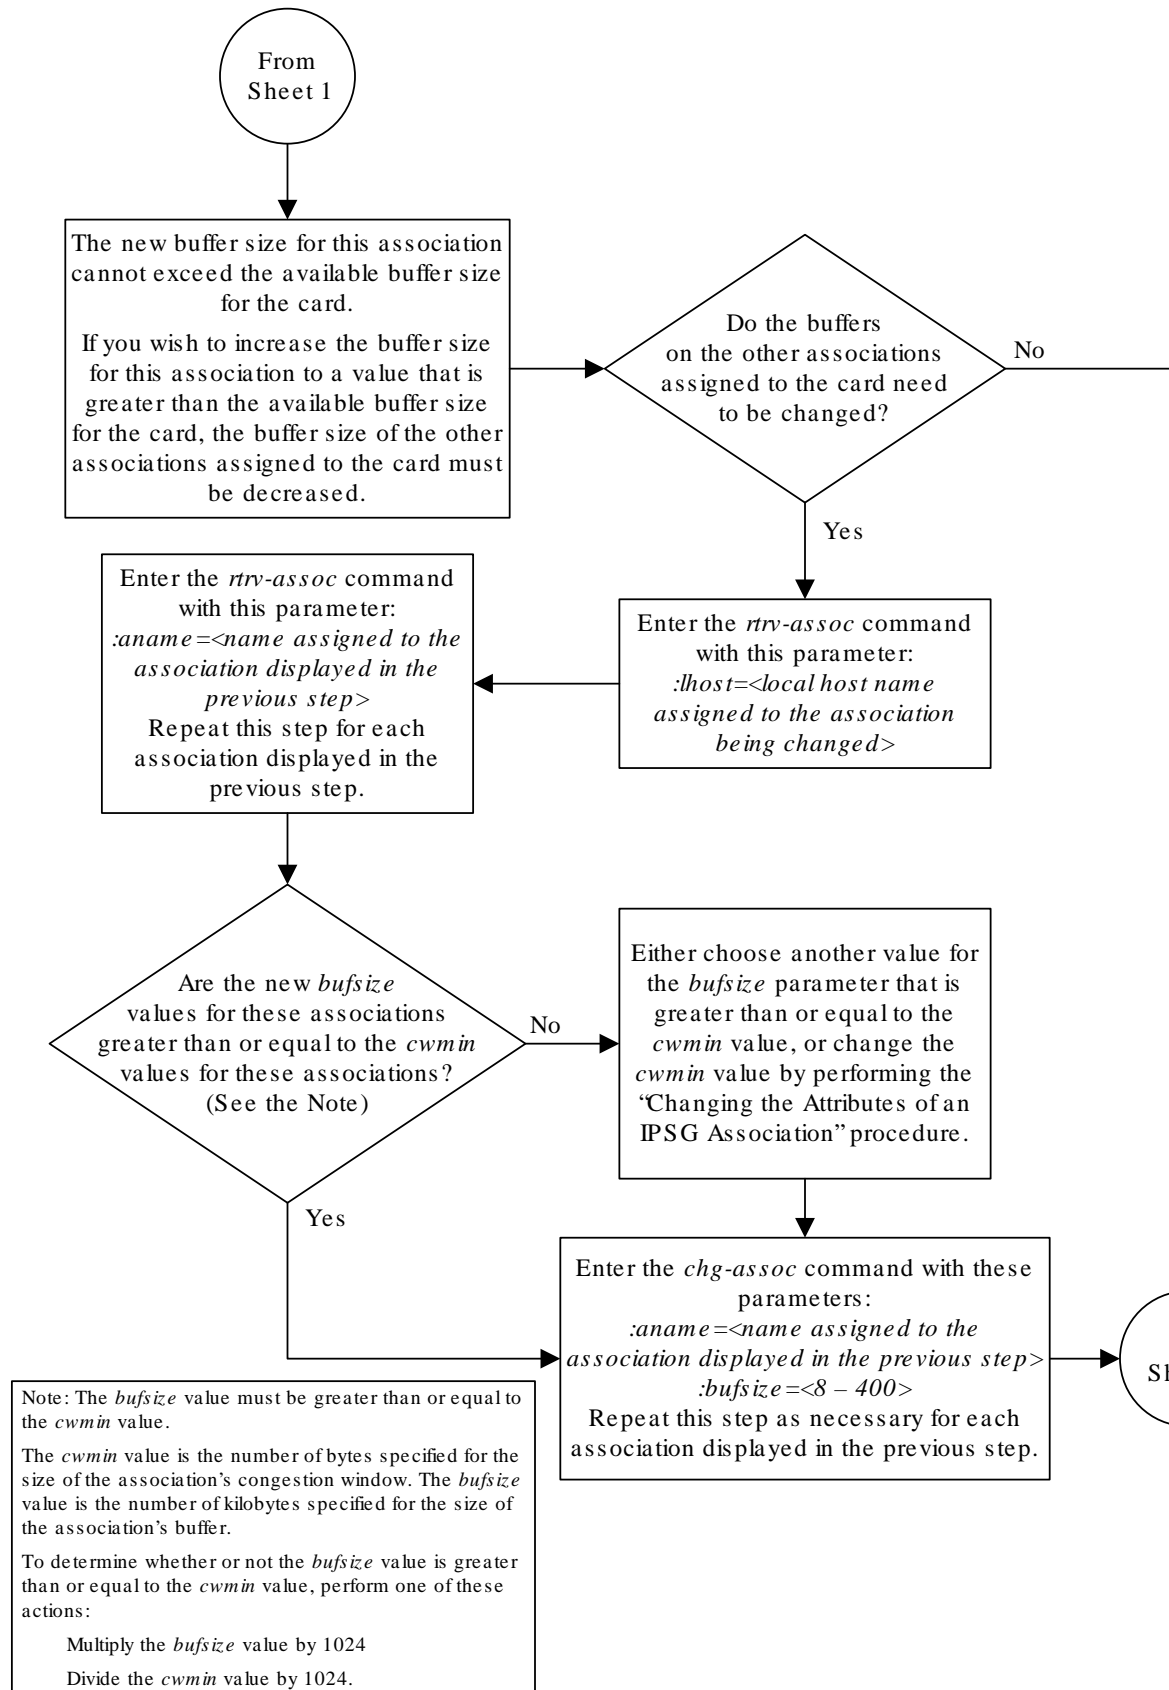 From
Sheet 1
The new buffer size for this association
cannot exceed the available buffer size
for the card.
If you wish to increase the buffer size
for this association to a value that is
greater than the available buffer size
for the card, the buffer size of the other
associations assigned to the card must
be decreased.
Do the buffers
on the other associations
assigned to the card need
to be changed?
No
Yes
Enter the rtrv-assoc command
with this parameter:
:lhost=<local host name
assigned to the association
being changed>
Enter the rtrv-assoc command
with this parameter:
:aname=<name assigned to the
association displayed in the
previous step>
Repeat this step for each
association displayed in the
previous step.
Are the new bufsize
values for these associations
greater than or equal to the cwmin
values for these associations?
(See the Note)
No
Yes
Either choose another value for
the bufsize parameter that is
greater than or equal to the
cwmin value, or change the
cwmin value by performing the
“Changing the Attributes of an
IPSG Association” procedure.
Enter the chg-assoc command with these
parameters:
:aname=<name assigned to the
association displayed in the previous step>
:bufsize=<8 – 400>
Repeat this step as necessary for each
association displayed in the previous step.
Sh
Note: The bufsize value must be greater than or equal to
the cwmin value.
The cwmin value is the number of bytes specified for the
size of the association’s congestion window. The bufsize
value is the number of kilobytes specified for the size of
the association’s buffer.
To determine whether or not the bufsize value is greater
than or equal to the cwmin value, perform one of these
actions:
Multiply the bufsize value by 1024
Divide the cwmin value by 1024.